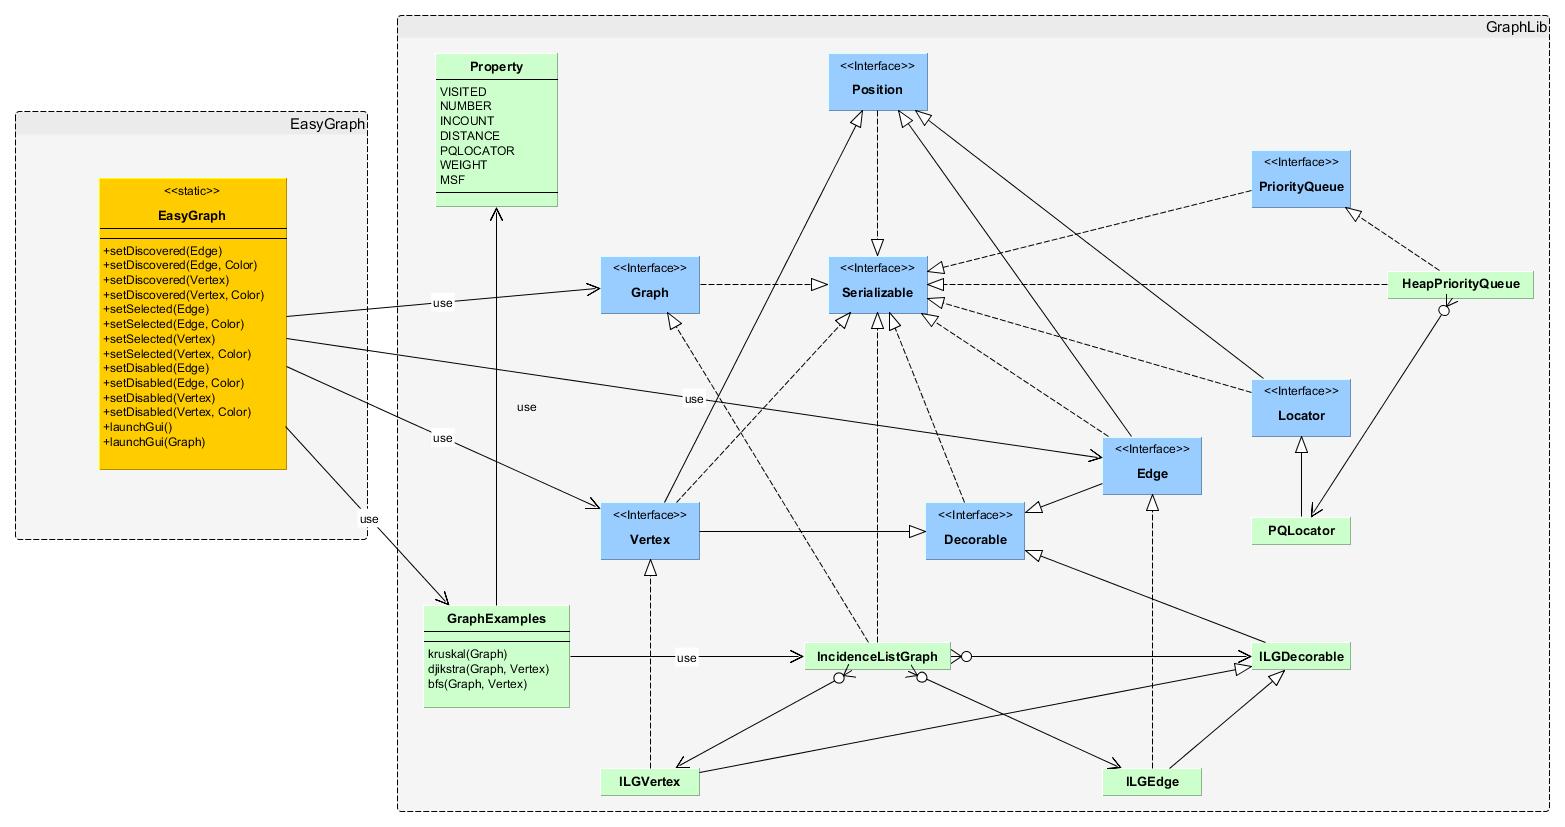 GraphLib
Property
VISITED
NUMBER
INCOUNT
DISTANCE
PQLOCATOR
WEIGHT
MSF
<<Interface>>
Position
EasyGraph
<<static>>
EasyGraph
+setDiscovered(Edge)
+setDiscovered(Edge, Color)
+setDiscovered(Vertex)
+setDiscovered(Vertex, Color)
+setSelected(Edge)
+setSelected(Edge, Color)
+setSelected(Vertex)
+setSelected(Vertex, Color)
+setDisabled(Edge)
+setDisabled(Edge, Color)
+setDisabled(Vertex)
+setDisabled(Vertex, Color)
+launchGui()
+launchGui(Graph)
<<Interface>>
PriorityQueue
<<Interface>>
Graph
<<Interface>>
Serializable
HeapPriorityQueue
use
use
use
use
use
<<Interface>>
Locator
<<Interface>>
Edge
<<Interface>>
Vertex
<<Interface>>
Decorable
PQLocator
GraphExamples
kruskal(Graph)
djikstra(Graph, Vertex)
bfs(Graph, Vertex)
use
IncidenceListGraph
ILGDecorable
ILGVertex
ILGEdge